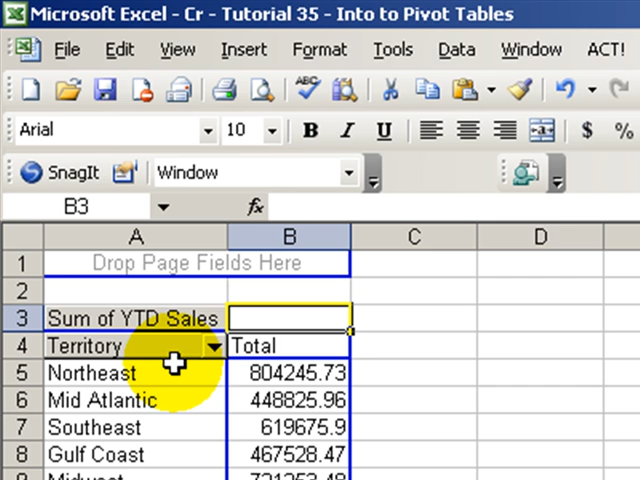 Microsoft Excel - Cr - Tutorial 35 - Into to Pivot Tables
File Edit View Insert Format Tools Data Window ACT!
ABC
Arial 10 B I U a $ %
SnagIt Window
B3 fx
A B C D
1 Drop Page Fields Here
2
3 Sum of YTD Sales
4 Territory Total
5 Northeast 804245.73
6 Mid Atlantic 448825.96
7 Southeast 619675.9
8 Gulf Coast 467528.47